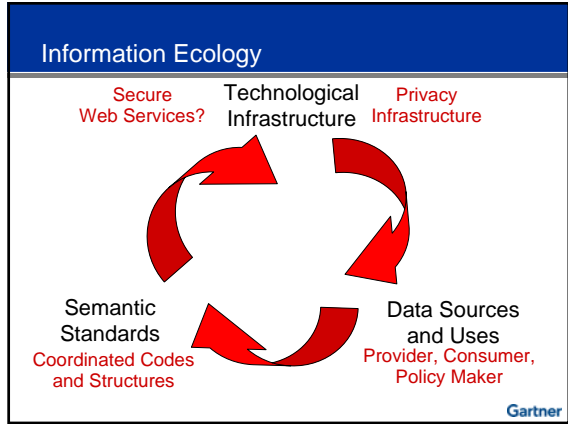 Information Ecology
Secure
Web Services?
Technological
Infrastructure
Privacy
Infrastructure
Semantic
Standards
Coordinated Codes
and Structures
Data Sources
and Uses
Provider, Consumer,
Policy Maker
Gartner